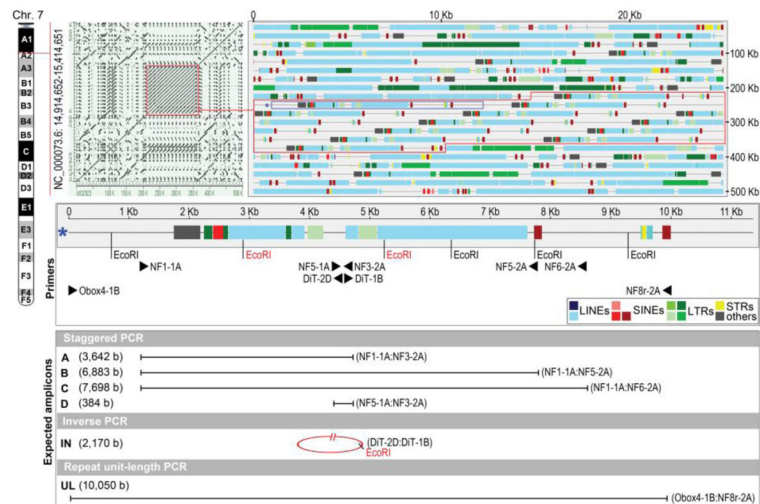 Chr. 7
A1
A2
A3
B1
B2
B3
B4
B5
C
D1
D2
D3
E1
E3
F1
F2
F3
F4
F5
NC_000073.6: 14,914,652-15,414,651
0 10 Kb 20 Kb
100 Kb
200 Kb
300 Kb
400 Kb
500 Kb
*
0 1 Kb 2 Kb 3 Kb 4 Kb 5 Kb 6 Kb 7 Kb 8 Kb 9 Kb 10 Kb 11 Kb
*
EcoRI EcoRI EcoRI EcoRI EcoRI EcoRI
Primers
NF1-1A NF5-1A NF3-2A NF5-2A NF6-2A
DiT-2D DiT-1B
Obox4-1B NF8r-2A
LINEs SINEs LTRs STRs
others
Expected amplicons
Staggered PCR
A (3,642 b) (NF1-1A:NF3-2A)
B (6,883 b) (NF1-1A:NF5-2A)
C (7,698 b) (NF1-1A:NF6-2A)
D (384 b) (NF5-1A:NF3-2A)
Inverse PCR
IN (2,170 b) (DiT-2D:DiT-1B)
EcoRI
Repeat unit-length PCR
UL (10,050 b)
(Obox4-1B:NF8r-2A)